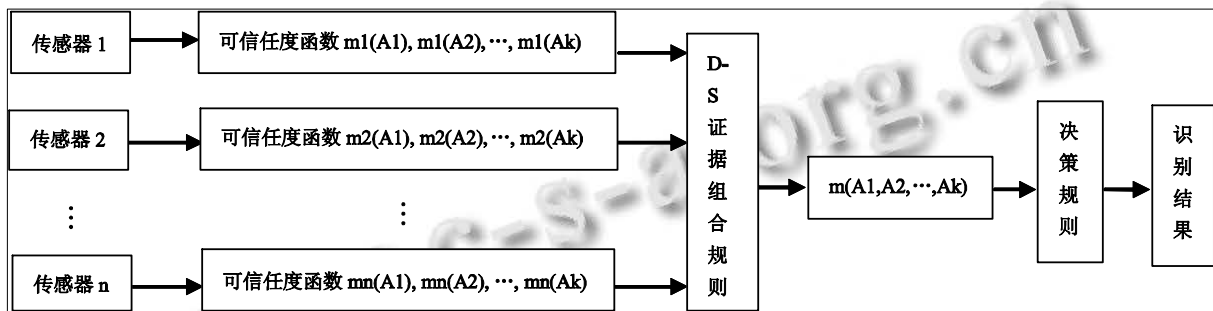 传感器 1
可信任度函数 m1(A1), m1(A2), ⋯, m1(Ak)
传感器 2
可信任度函数 m2(A1), m2(A2), ⋯, m2(Ak)
⋮
⋮
传感器 n
可信任度函数 mn(A1), mn(A2), ⋯, mn(Ak)
D-
S
证
据
组
合
规
则
m(A1,A2,⋯,Ak)
决
策
规
则
识
别
结
果
c-s-a.org.cn